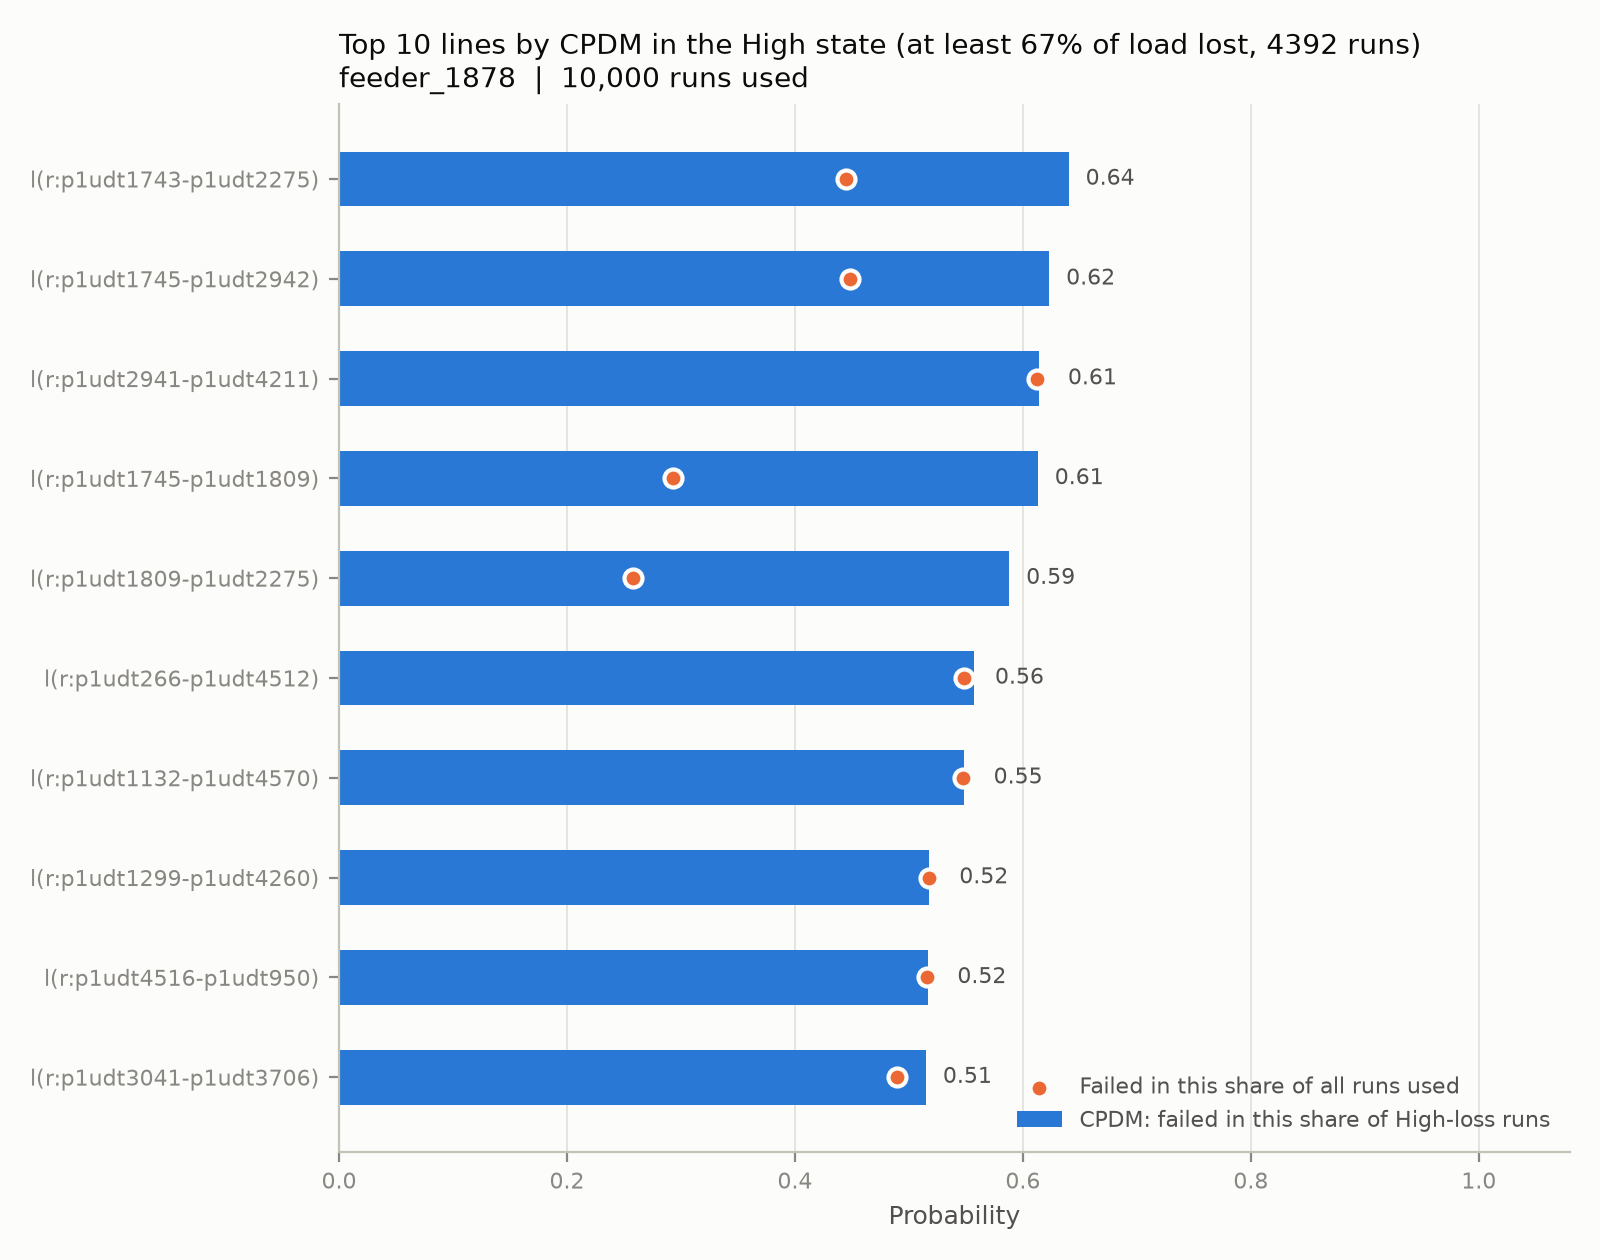 Top 10 lines by CPDM in the High state (at least 67% of load lost, 4392 runs)
feeder_1878 | 10,000 runs used
l(r:p1udt1743-p1udt2275) 0.64
l(r:p1udt1745-p1udt2942) 0.62
l(r:p1udt2941-p1udt4211) 0.61
l(r:p1udt1745-p1udt1809) 0.61
l(r:p1udt1809-p1udt2275) 0.59
l(r:p1udt266-p1udt4512) 0.56
l(r:p1udt1132-p1udt4570) 0.55
l(r:p1udt1299-p1udt4260) 0.52
l(r:p1udt4516-p1udt950) 0.52
l(r:p1udt3041-p1udt3706) 0.51
Failed in this share of all runs used
CPDM: failed in this share of High-loss runs
0.0 0.2 0.4 0.6 0.8 1.0
Probability